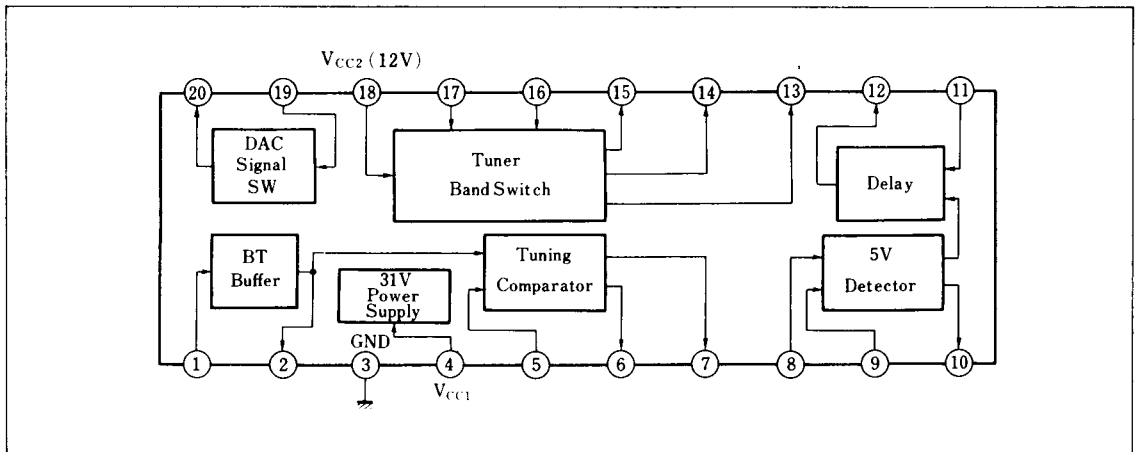 VCC2 (12V)
20 19 18 17 16 15 14 13 12 11
DAC
Signal
SW
Tuner
Band Switch
Delay
BT
Buffer
31V
Power
Supply
Tuning
Comparator
5V
Detector
GND
1 2 3 4 5 6 7 8 9 10
VCC1